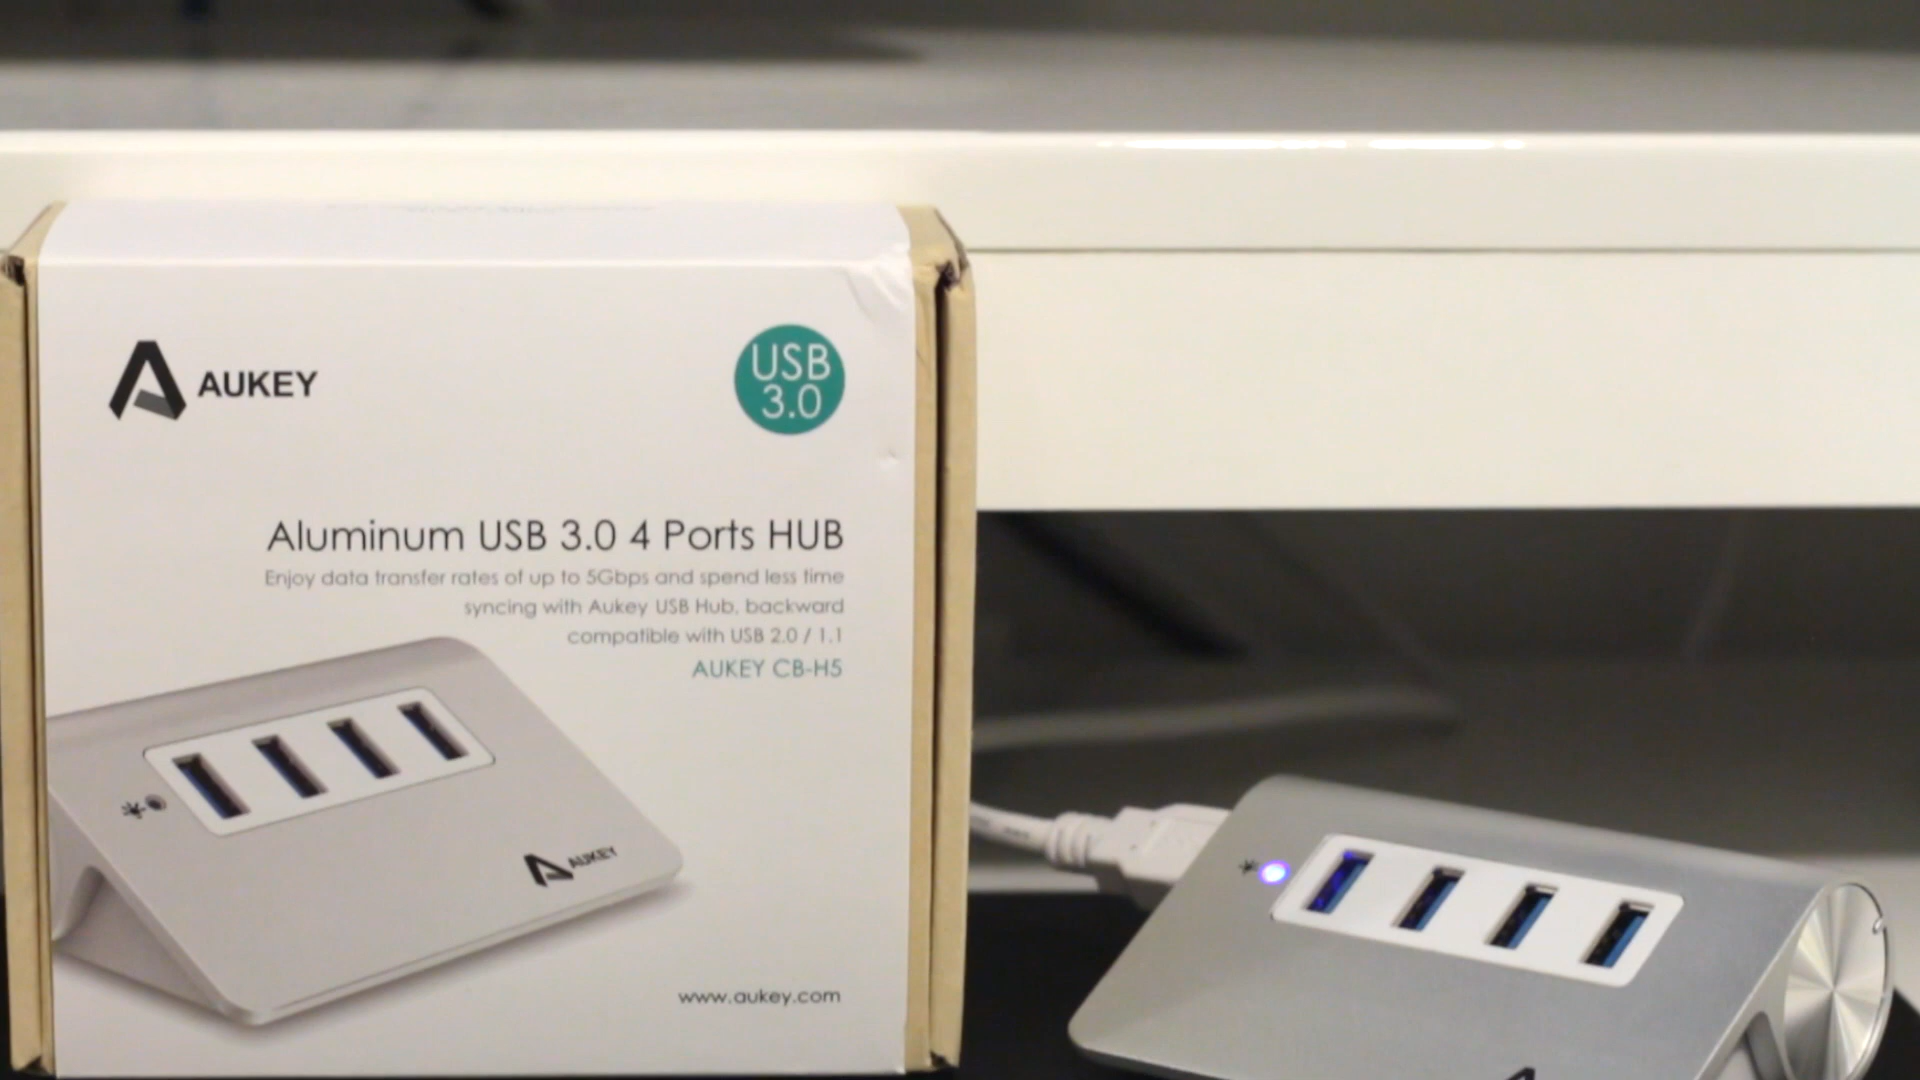 AUKEY
USB
3.0
Aluminum USB 3.0 4 Ports HUB
Enjoy data transfer rates of up to 5Gbps and spend less time
syncing with Aukey USB Hub, backward
compatible with USB 2.0 / 1.1
AUKEY CB-H5
AUKEY
www.aukey.com